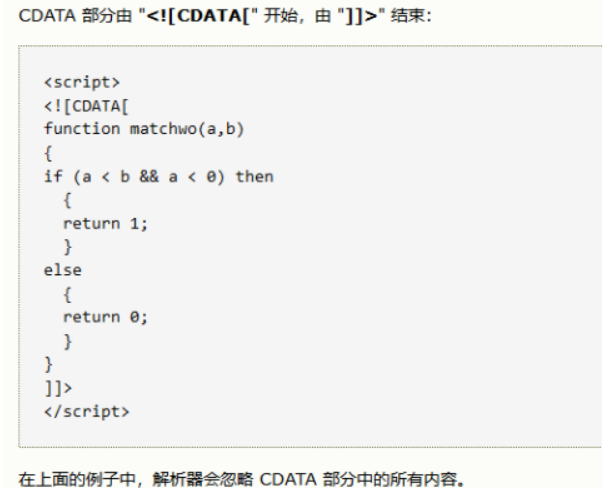 CDATA 部分由 "<![CDATA[" 开始，由 "]]>" 结束：
<script>
<![CDATA[
function matchwo(a,b)
{
if (a < b && a < 0) then
  {
  return 1;
  }
else
  {
  return 0;
  }
}
]]>
</script>
在上面的例子中，解析器会忽略 CDATA 部分中的所有内容。